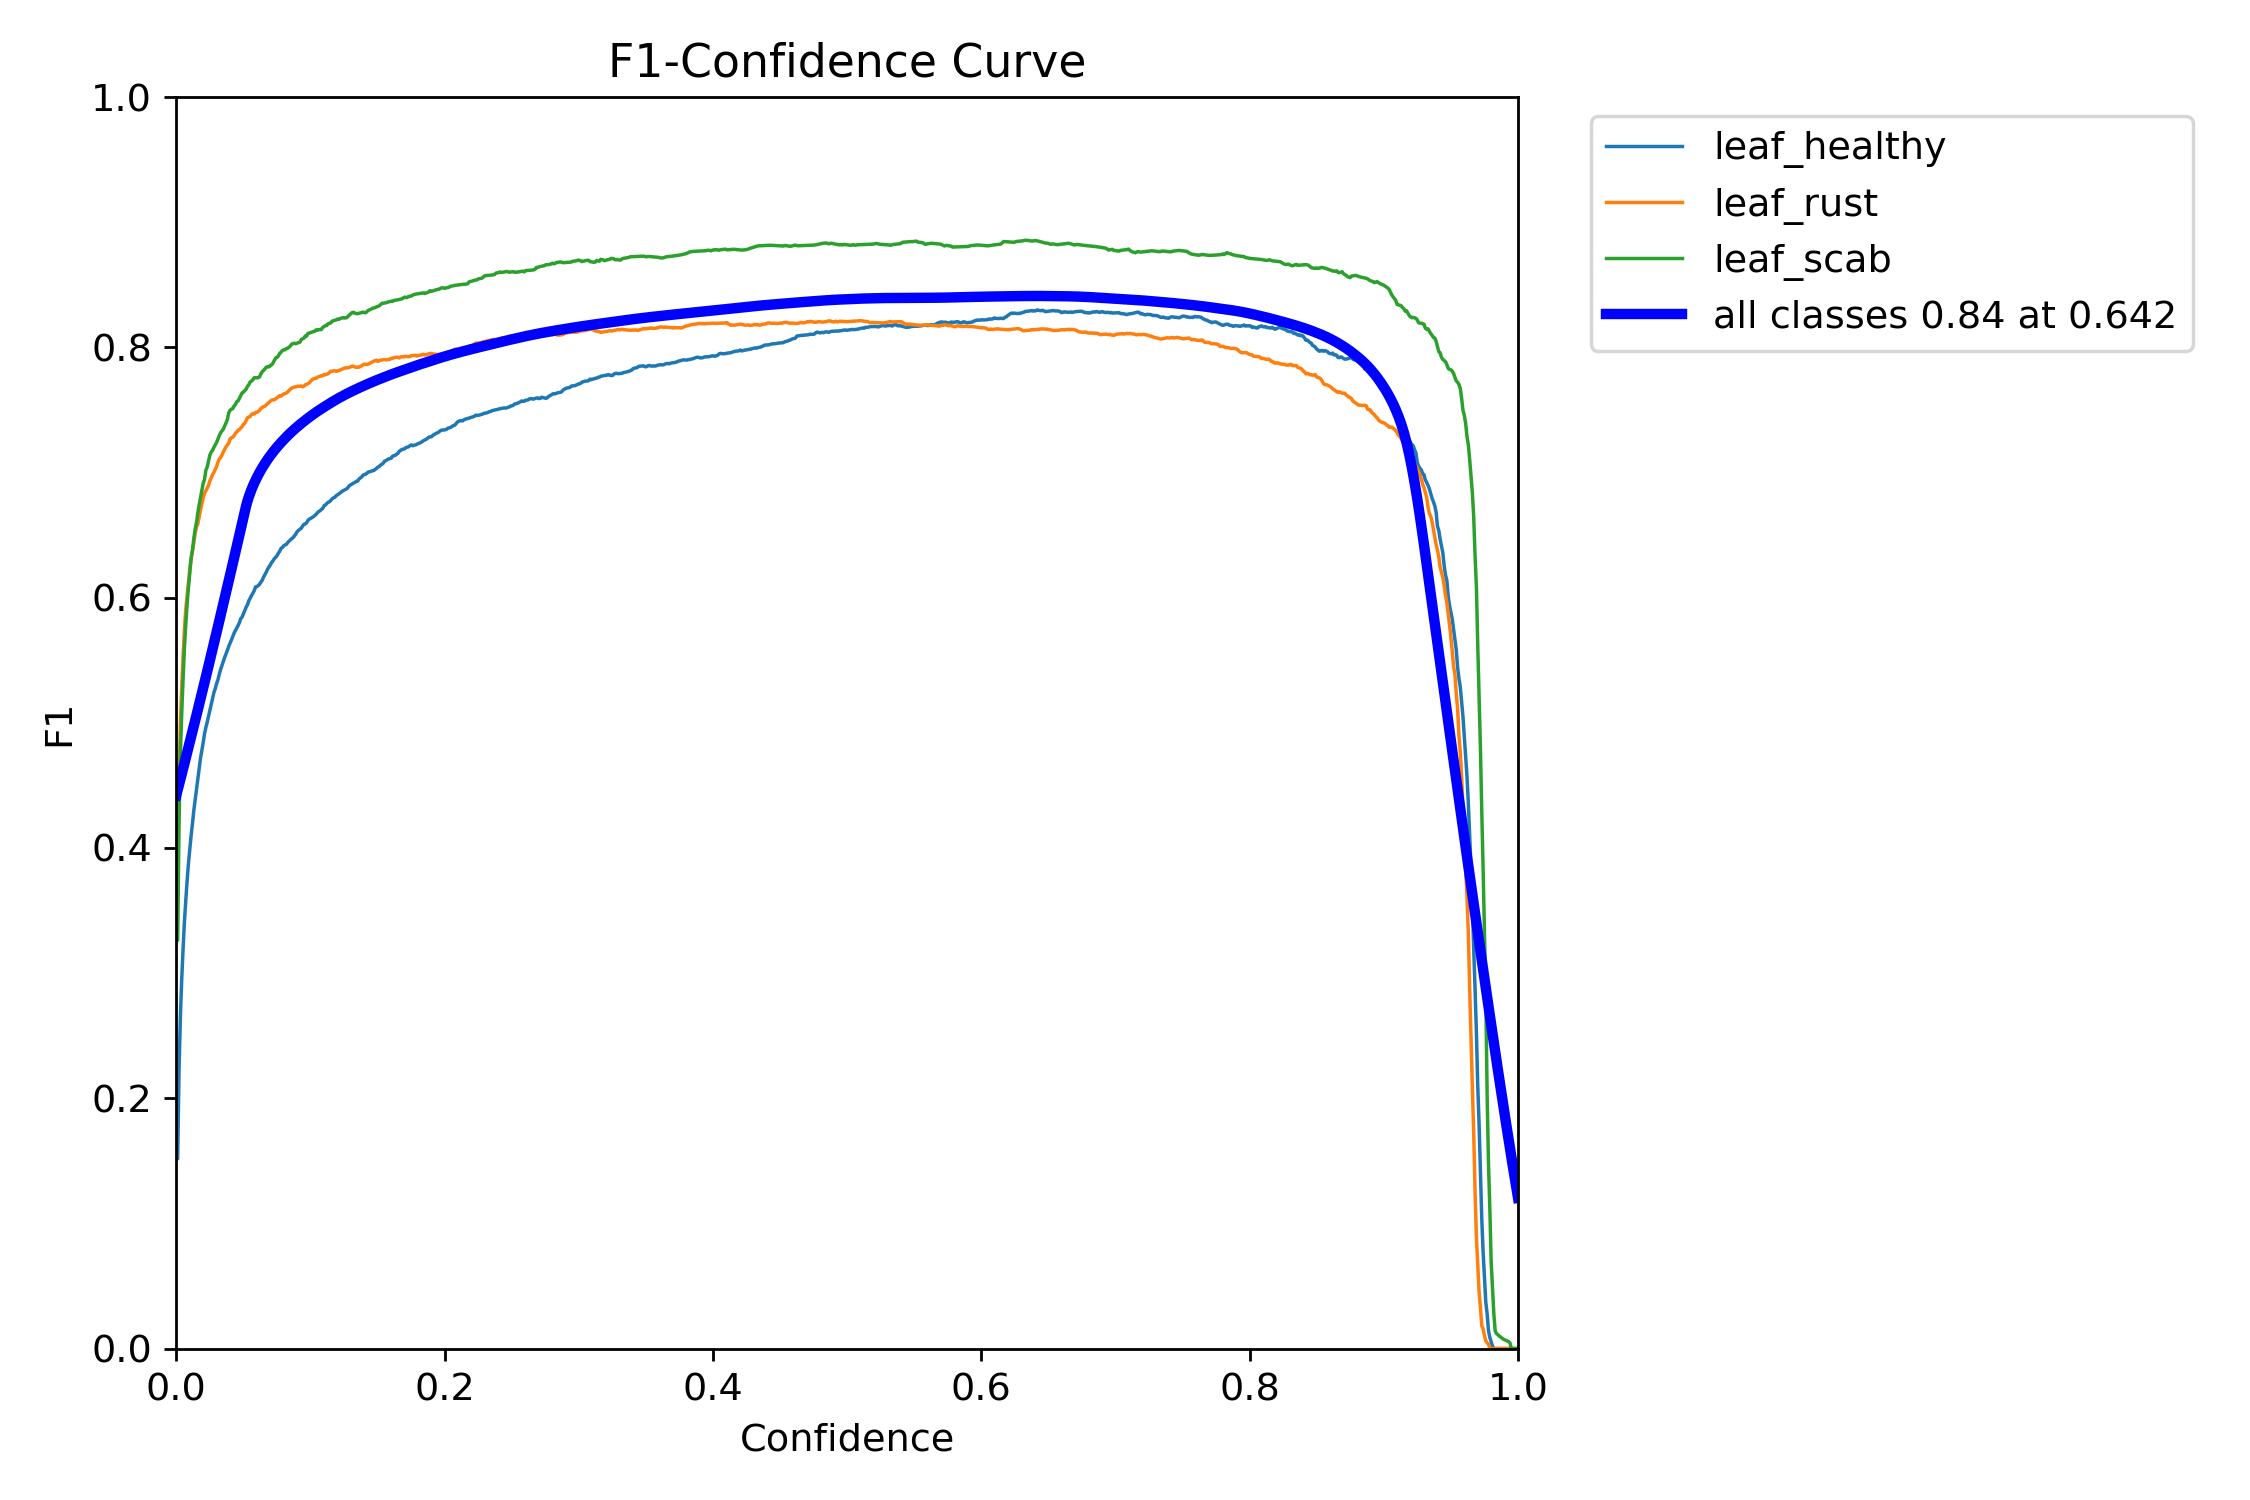 F1-Confidence Curve
1.0
0.8
0.6
0.4
0.2
0.0
F1
0.0 0.2 0.4 0.6 0.8 1.0
Confidence
leaf_healthy
leaf_rust
leaf_scab
all classes 0.84 at 0.642